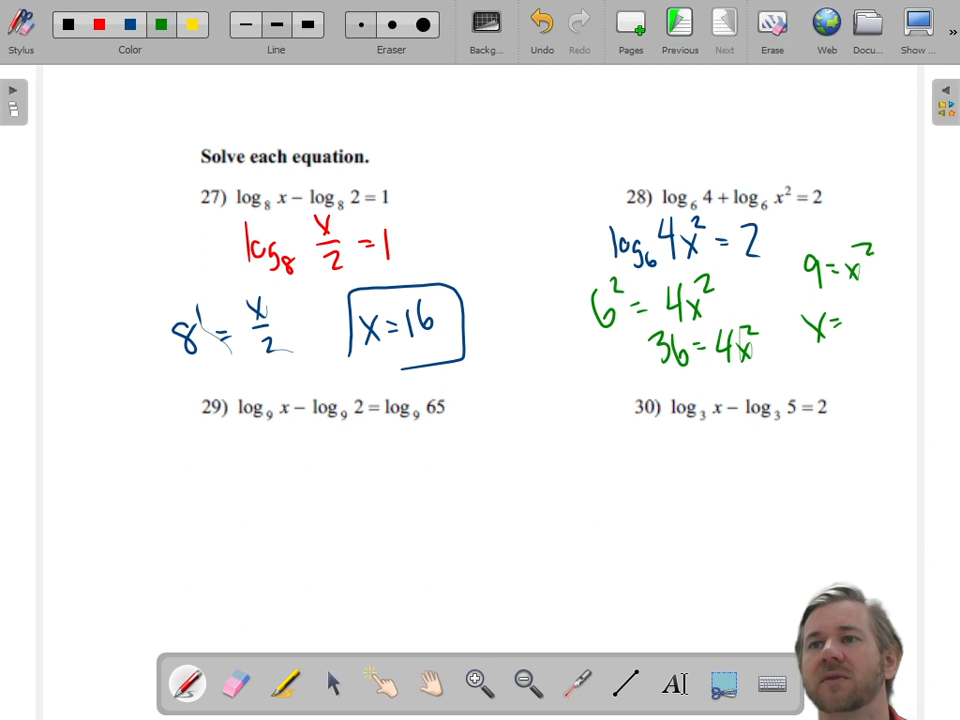 Stylus
Color
Line
Eraser
Backg...
Undo
Redo
Pages
Previous
Next
Erase
Web
Docu...
Show ...
»
Solve each equation.
27) log₈ x − log₈ 2 = 1
log₈ x/2 = 1
8¹ = x/2
x = 16
28) log₆ 4 + log₆ x² = 2
log₆ 4x² = 2
6² = 4x²
36 = 4x²
9 = x²
x =
29) log₉ x − log₉ 2 = log₉ 65
30) log₃ x − log₃ 5 = 2
A